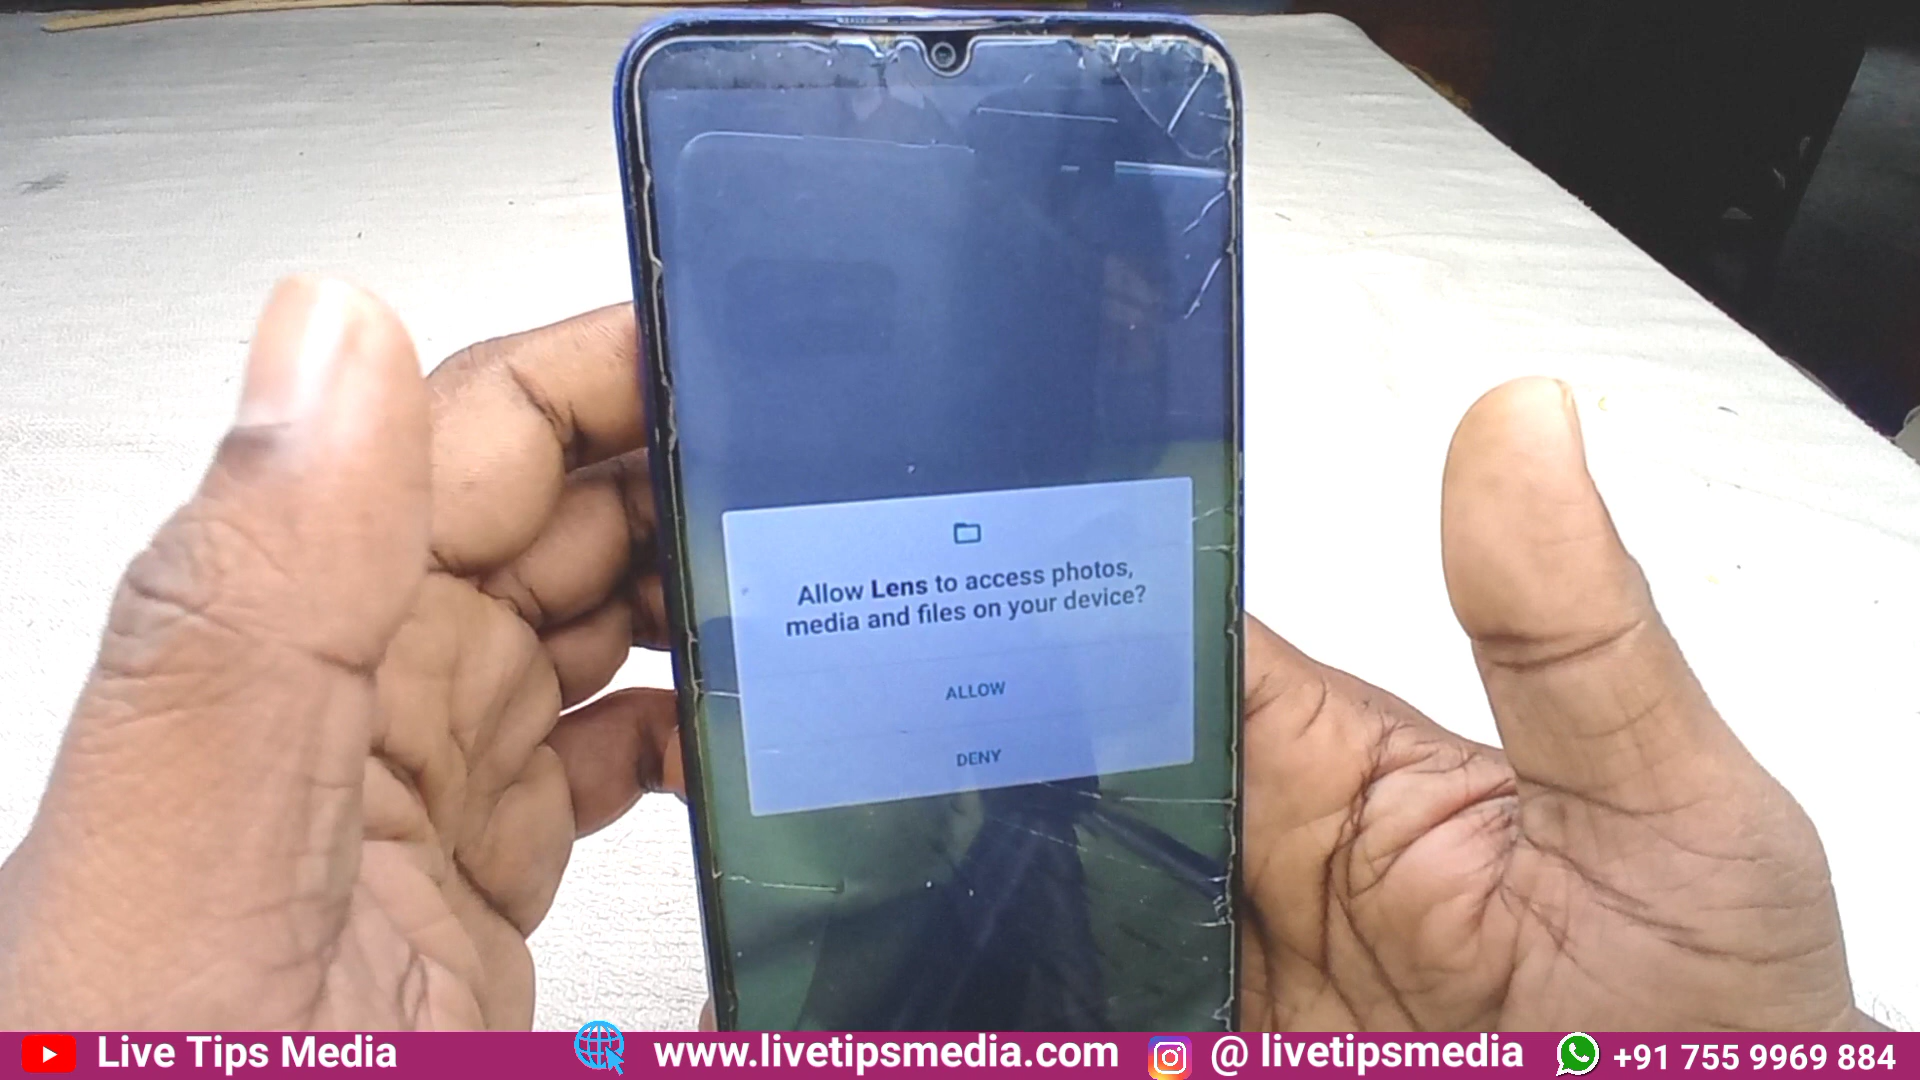 Allow Lens to access photos,
media and files on your device?
ALLOW
DENY
Live Tips Media
www.livetipsmedia.com
@ livetipsmedia
+91 755 9969 884